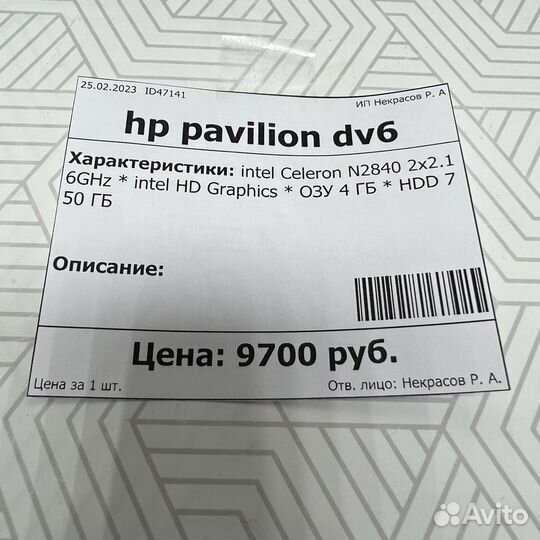 25.02.2023 ID47141
ИП Некрасов Р. А
hp pavilion dv6
Характеристики: intel Celeron N2840 2x2.1
6GHz * intel HD Graphics * ОЗУ 4 ГБ * HDD 7
50 ГБ
Описание:
Цена: 9700 руб.
Цена за 1 шт.
Отв. лицо: Некрасов Р. А.
Avito